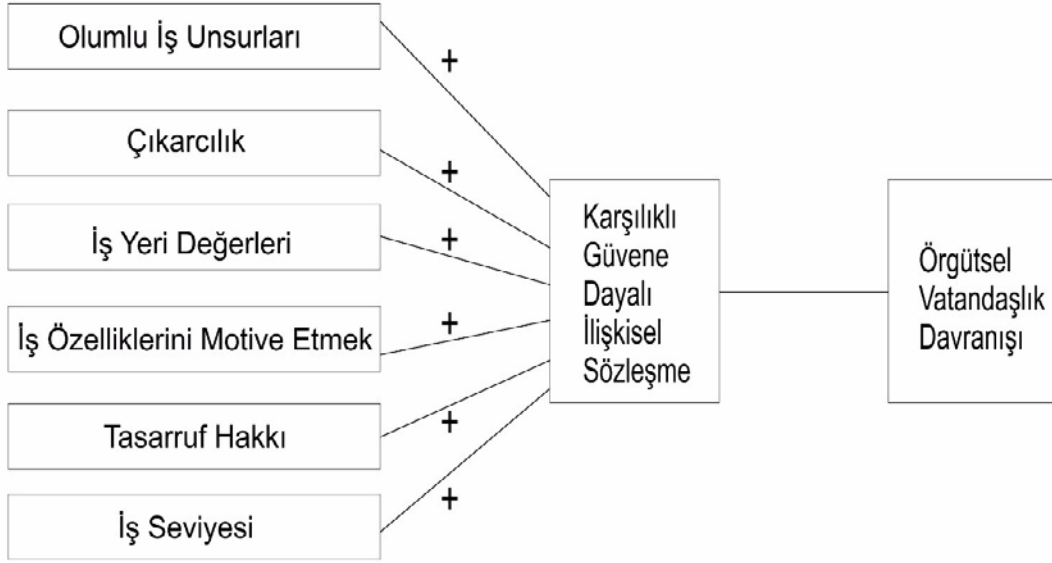 Olumlu İş Unsurları
+
Çıkarcılık
+
İş Yeri Değerleri
+
İş Özelliklerini Motive Etmek
+
Tasarruf Hakkı
+
İş Seviyesi
+
Karşılıklı
Güvene
Dayalı
İlişkisel
Sözleşme
Örgütsel
Vatandaşlık
Davranışı